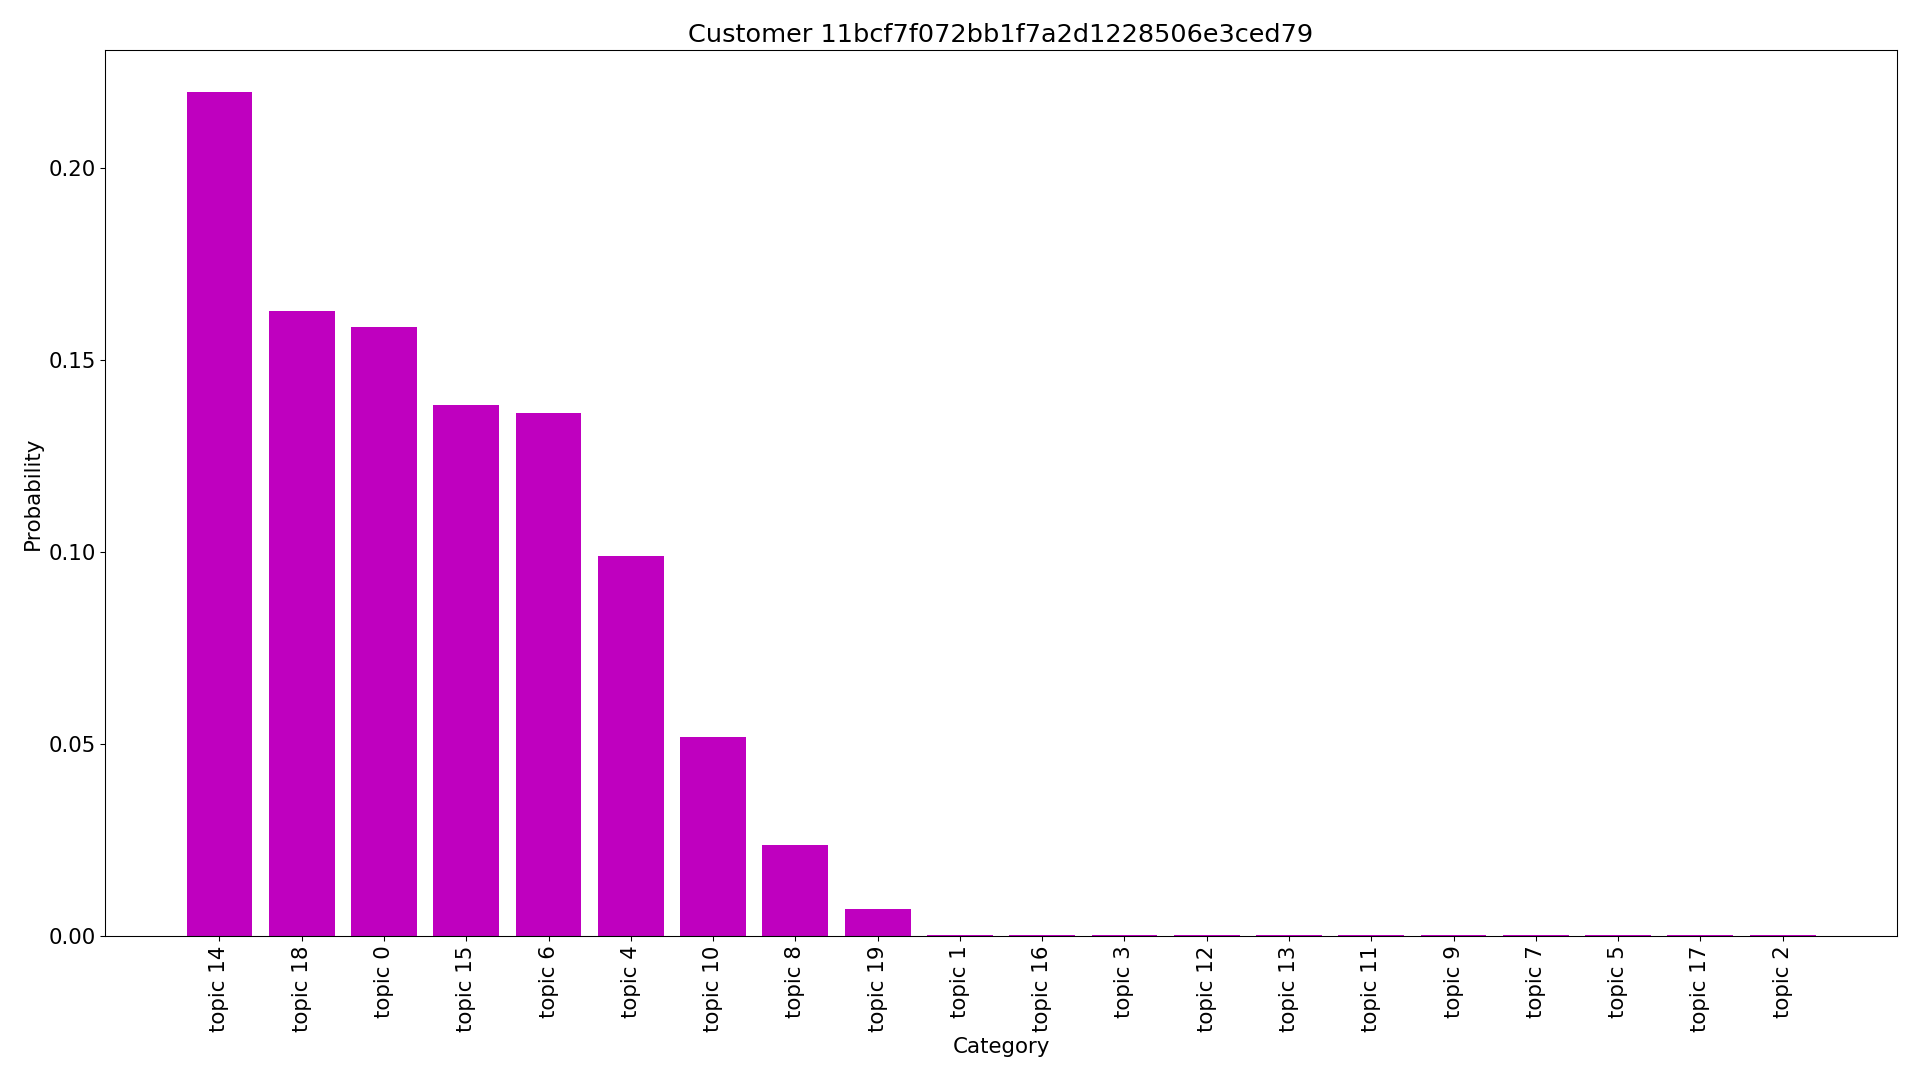 Customer 11bcf7f072bb1f7a2d1228506e3ced79
Probability
0.20
0.15
0.10
0.05
0.00
topic 14
topic 18
topic 0
topic 15
topic 6
topic 4
topic 10
topic 8
topic 19
topic 1
topic 16
topic 3
topic 12
topic 13
topic 11
topic 9
topic 7
topic 5
topic 17
topic 2
Category